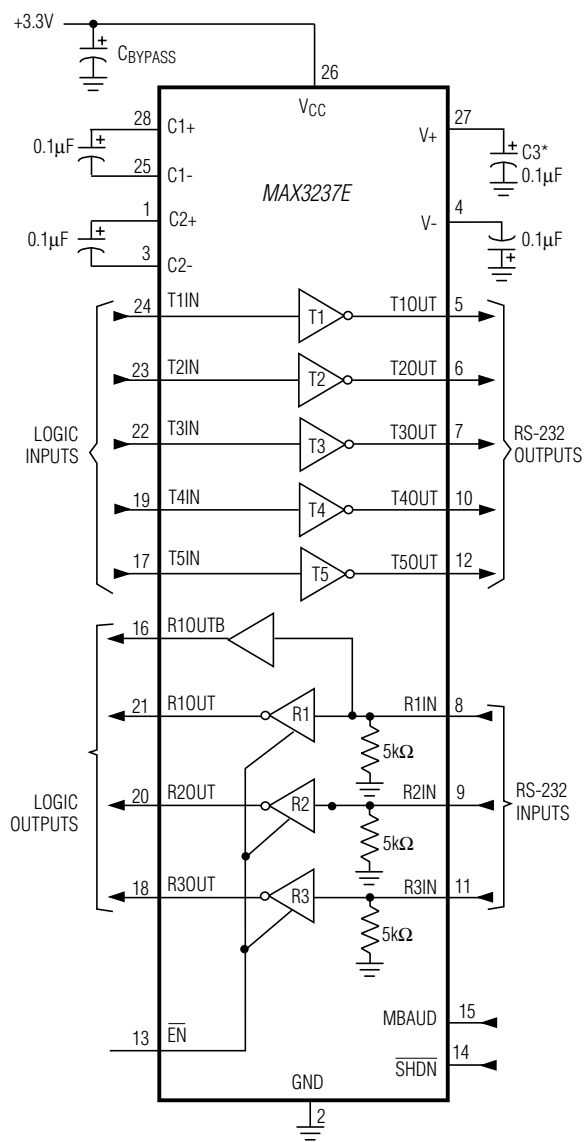 +3.3V
CBYPASS
26
VCC
28
C1+
0.1µF
25
C1-
1
C2+
0.1µF
3
C2-
MAX3237E
27
V+
C3*
0.1µF
4
V-
0.1µF
24 T1IN T1 T1OUT 5
23 T2IN T2 T2OUT 6
22 T3IN T3 T3OUT 7
LOGIC
INPUTS
RS-232
OUTPUTS
19 T4IN T4 T4OUT 10
17 T5IN T5 T5OUT 12
16 R1OUTB
21 R1OUT R1 R1IN 8
5kΩ
20 R2OUT R2 R2IN 9
5kΩ
LOGIC
OUTPUTS
RS-232
INPUTS
18 R3OUT R3 R3IN 11
5kΩ
MBAUD 15
13 E̅N̅
S̅H̅D̅N̅ 14
GND
2